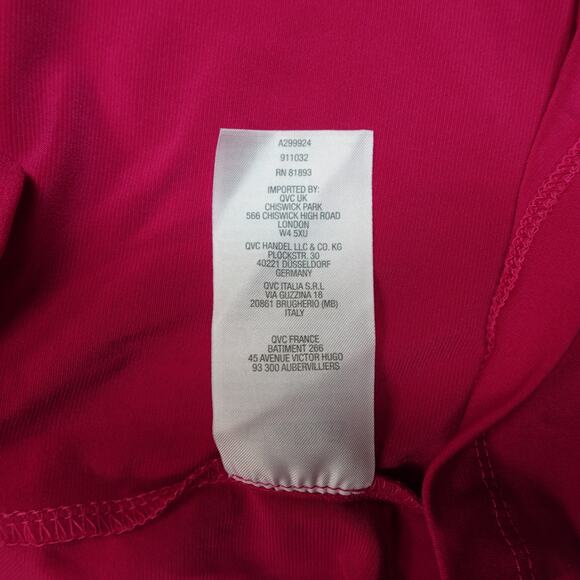 A299924
911032
RN 81893
IMPORTED BY:
QVC UK
CHISWICK PARK
566 CHISWICK HIGH ROAD
LONDON
W4 5XU
QVC HANDEL LLC & CO. KG
PLOCKSTR. 30
40221 DÜSSELDORF
GERMANY
QVC ITALIA S.R.L
VIA GUZZINA 18
20861 BRUGHERIO (MB)
ITALY
QVC FRANCE
BATIMENT 266
45 AVENUE VICTOR HUGO
93 300 AUBERVILLIERS